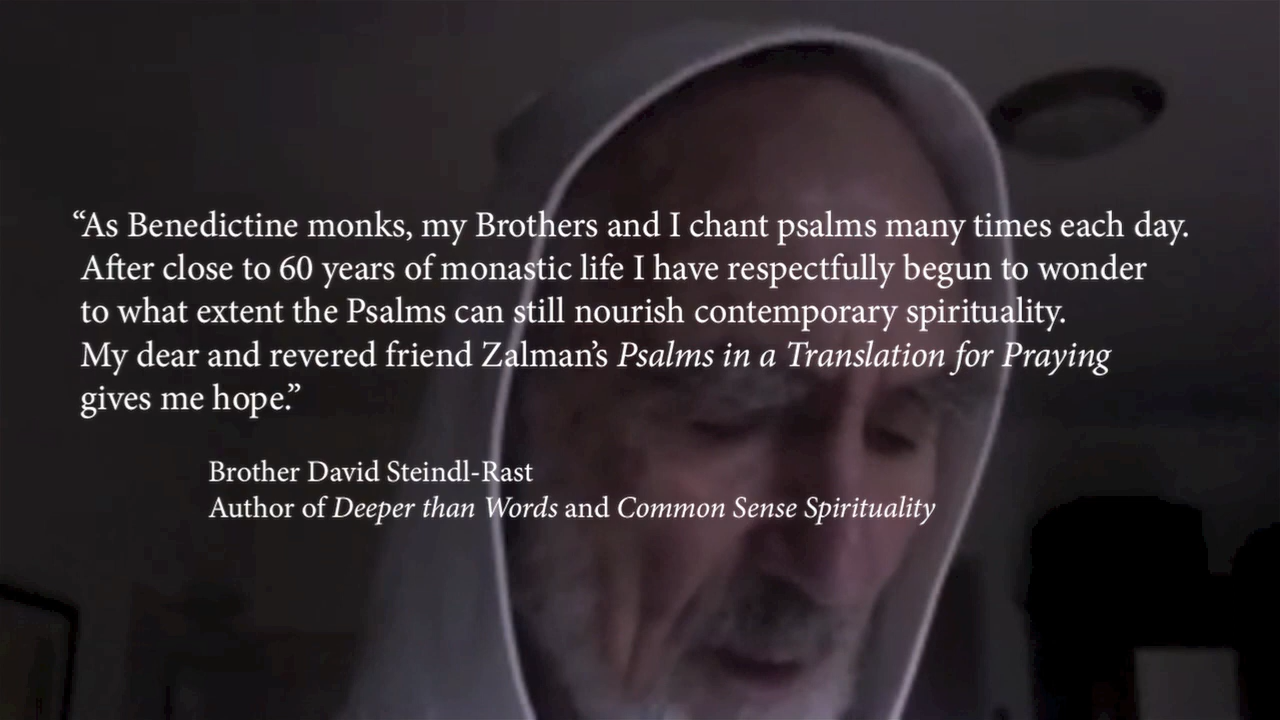 “As Benedictine monks, my Brothers and I chant psalms many times each day.
After close to 60 years of monastic life I have respectfully begun to wonder
to what extent the Psalms can still nourish contemporary spirituality.
My dear and revered friend Zalman’s Psalms in a Translation for Praying
gives me hope.”
Brother David Steindl-Rast
Author of Deeper than Words and Common Sense Spirituality